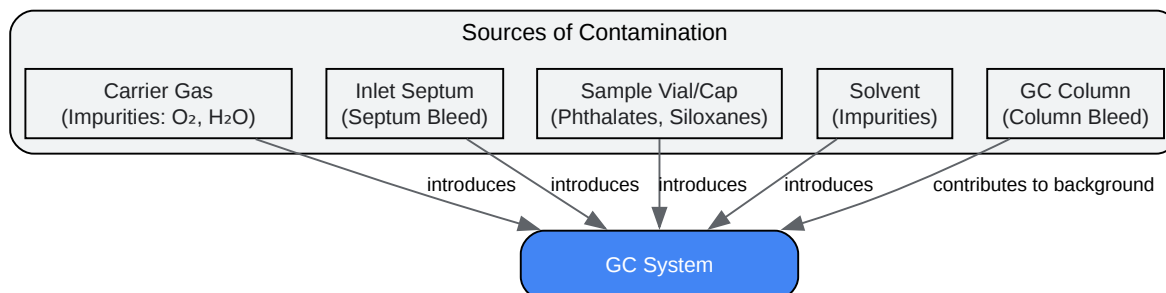 Sources of Contamination
Carrier Gas
(Impurities: O₂, H₂O)
Inlet Septum
(Septum Bleed)
Sample Vial/Cap
(Phthalates, Siloxanes)
Solvent
(Impurities)
GC Column
(Column Bleed)
introduces
introduces
introduces
introduces
contributes to background
GC System